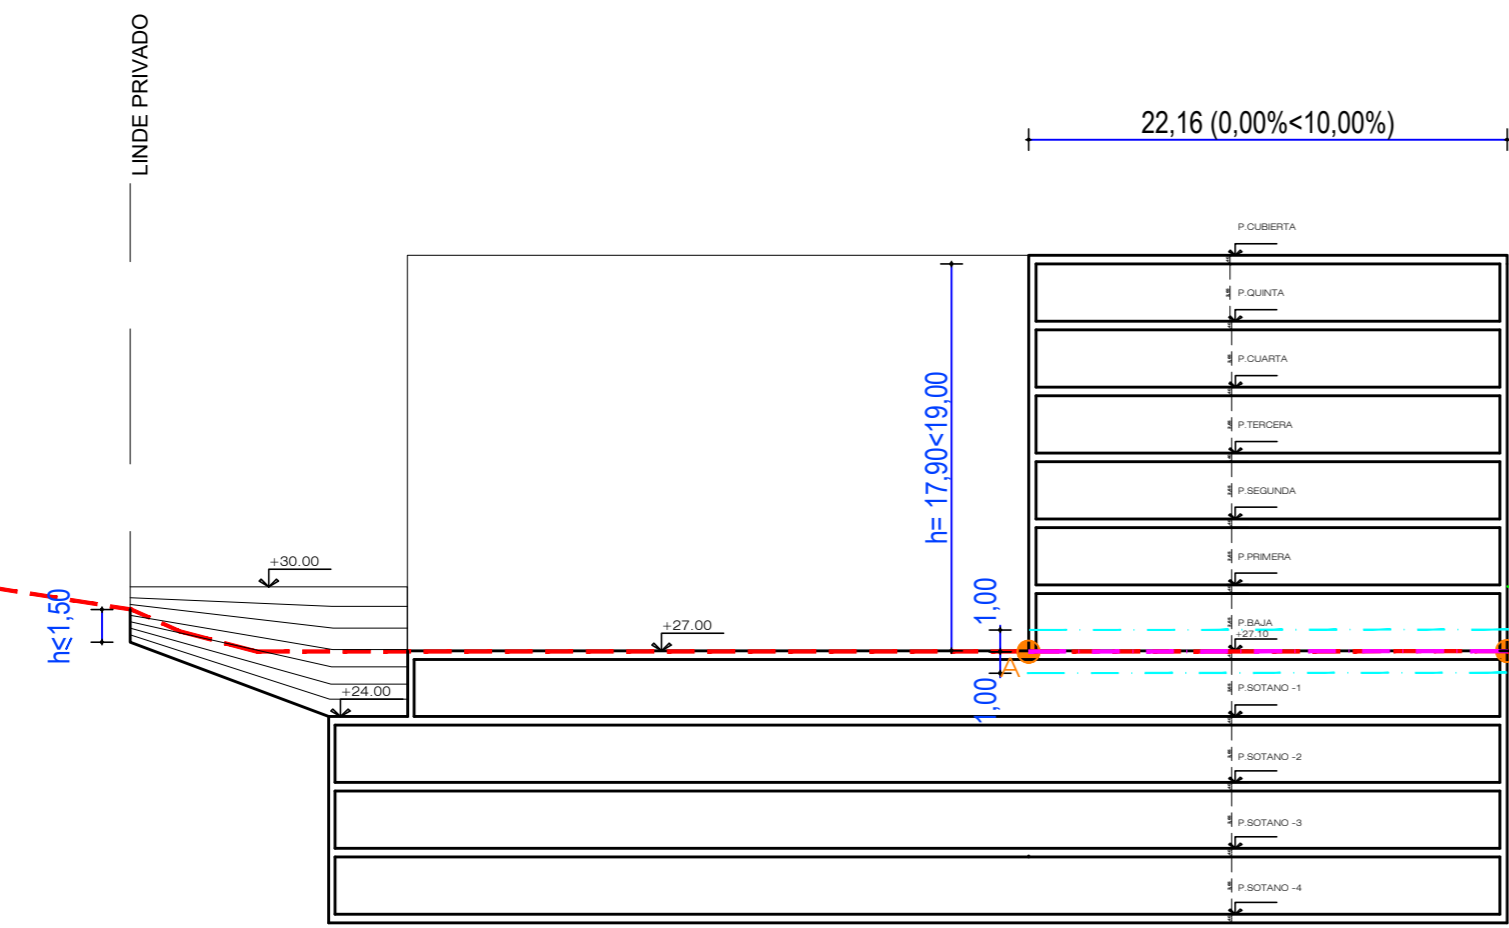 LINDE PRIVADO
22,16 (0,00%<10,00%)
P.CUBIERTA
P.QUINTA
P.CUARTA
h= 17,90<19,00
P.TERCERA
P.SEGUNDA
+30.00
P.PRIMERA
h≤1,50
1,00
+27.00
P.BAJA
+27.10
A
1,00
+24.00
P.SOTANO -1
P.SOTANO -2
P.SOTANO -3
P.SOTANO -4